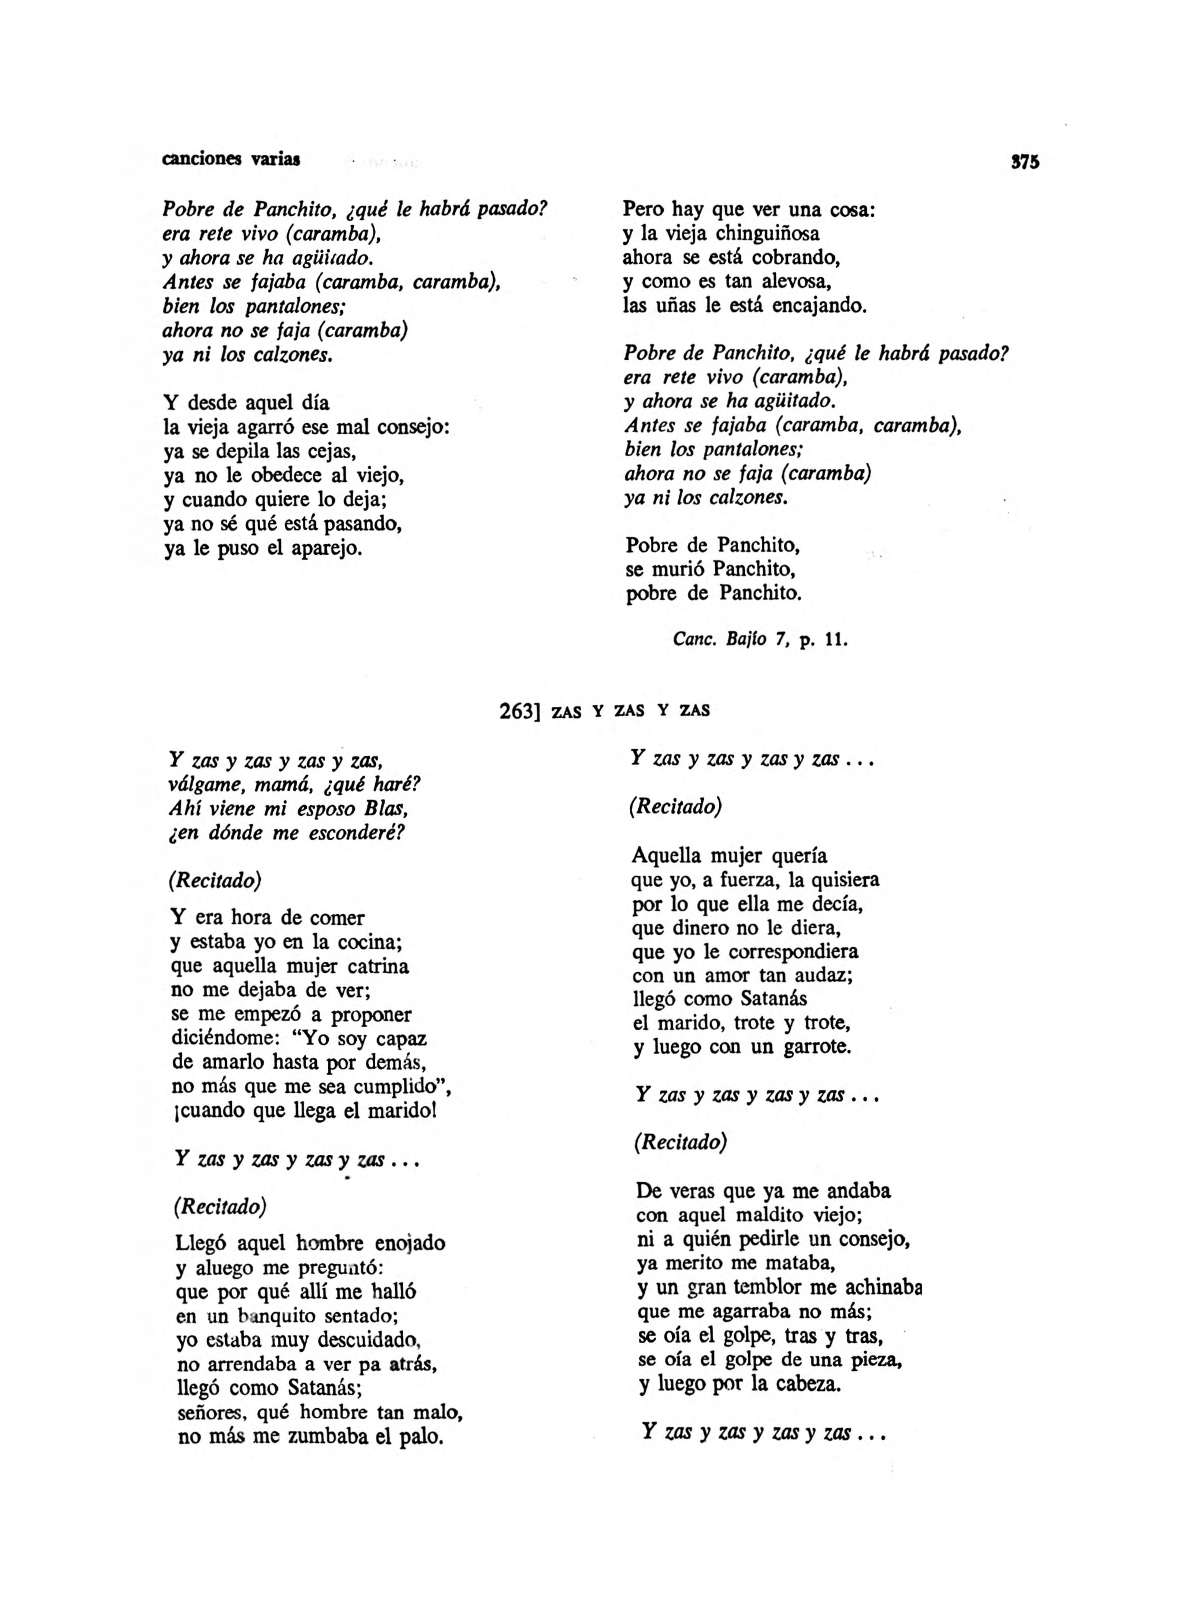 canciones varias
375
Pobre de Panchito, ¿qué le habrá pasado?
era rete vivo (caramba),
y ahora se ha agüitado.
Antes se fajaba (caramba, caramba),
bien los pantalones;
ahora no se faja (caramba)
ya ni los calzones.
Y desde aquel día
la vieja agarró ese mal consejo:
ya se depila las cejas,
ya no le obedece al viejo,
y cuando quiere lo deja;
ya no sé qué está pasando,
ya le puso el aparejo.
Pero hay que ver una cosa:
y la vieja chinguiñosa
ahora se está cobrando,
y como es tan alevosa,
las uñas le está encajando.
Pobre de Panchito, ¿qué le habrá pasado?
era rete vivo (caramba),
y ahora se ha agüitado.
Antes se fajaba (caramba, caramba),
bien los pantalones;
ahora no se faja (caramba)
ya ni los calzones.
Pobre de Panchito,
se murió Panchito,
pobre de Panchito.
Canc. Bajío 7, p. 11.
263] ZAS Y ZAS Y ZAS
Y zas y zas y zas y zas,
válgame, mamá, ¿qué haré?
Ahí viene mi esposo Blas,
¿en dónde me esconderé?
(Recitado)
Y era hora de comer
y estaba yo en la cocina;
que aquella mujer catrina
no me dejaba de ver;
se me empezó a proponer
diciéndome: “Yo soy capaz
de amarlo hasta por demás,
no más que me sea cumplido”,
¡cuando que llega el marido!
Y zas y zas y zas y zas...
(Recitado)
Llegó aquel hombre enojado
y aluego me preguntó:
que por qué allí me halló
en un banquito sentado;
yo estaba muy descuidado,
no arrendaba a ver pa atrás,
llegó como Satanás;
señores, qué hombre tan malo,
no más me zumbaba el palo.
Y zas y zas y zas y zas...
(Recitado)
Aquella mujer quería
que yo, a fuerza, la quisiera
por lo que ella me decía,
que dinero no le diera,
que yo le correspondiera
con un amor tan audaz;
llegó como Satanás
el marido, trote y trote,
y luego con un garrote.
Y zas y zas y zas y zas...
(Recitado)
De veras que ya me andaba
con aquel maldito viejo;
ni a quién pedirle un consejo,
ya merito me mataba,
y un gran temblor me achinaba
que me agarraba no más;
se oía el golpe, tras y tras,
se oía el golpe de una pieza,
y luego por la cabeza.
Y zas y zas y zas y zas...